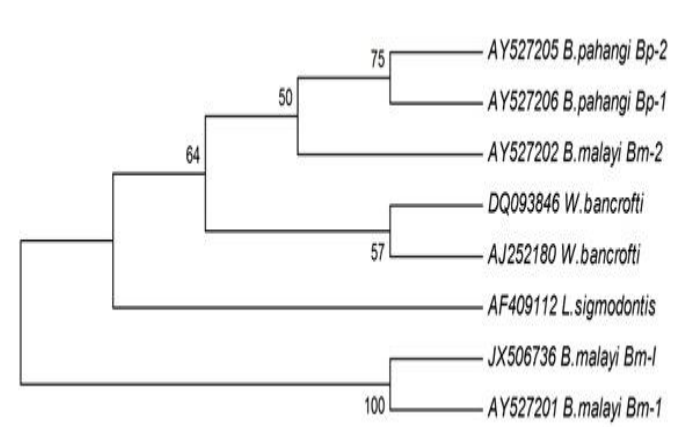 75
AY527205 B.pahangi Bp-2
50
AY527206 B.pahangi Bp-1
64
AY527202 B.malayi Bm-2
DQ093846 W.bancrofti
57
AJ252180 W.bancrofti
AF409112 L.sigmodontis
JX506736 B.malayi Bm-I
100
AY527201 B.malayi Bm-1